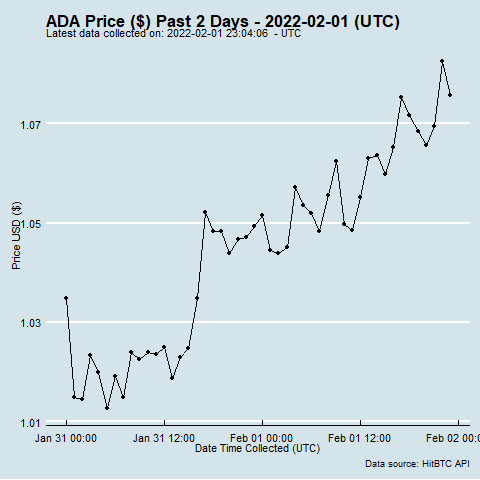 ADA Price ($) Past 2 Days - 2022-02-01 (UTC)
Latest data collected on: 2022-02-01 23:04:06  - UTC
Price USD ($)
1.07
1.05
1.03
1.01
Jan 31 00:00
Jan 31 12:00
Feb 01 00:00
Feb 01 12:00
Feb 02 00:0
Date Time Collected (UTC)
Data source: HitBTC API